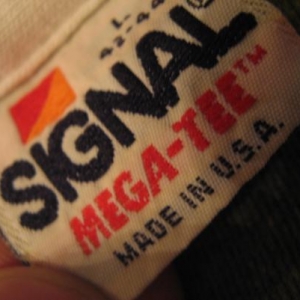 L
42-44
SIGNAL®
MEGA-TEE™
MADE IN U.S.A.